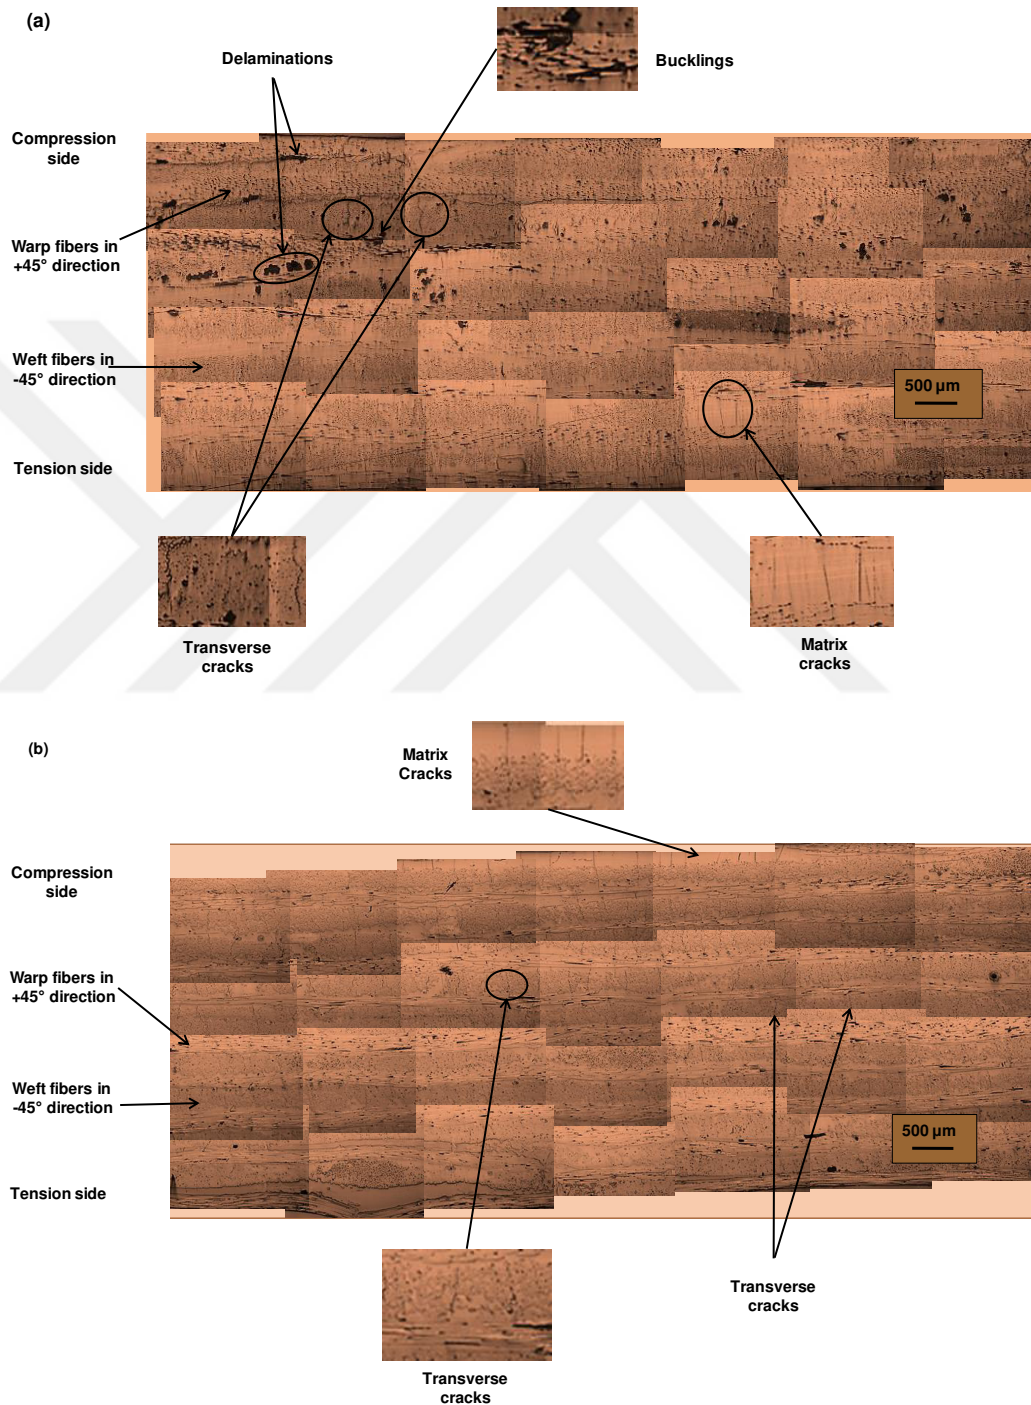 (a)
Delaminations
Bucklings
Compression
side
Warp fibers in
+45° direction
Weft fibers in
-45° direction
500 µm
Tension side
Transverse
cracks
Matrix
cracks
(b)
Matrix
Cracks
Compression
side
Warp fibers in
+45° direction
Weft fibers in
-45° direction
500 µm
Tension side
Transverse
cracks
Transverse
cracks